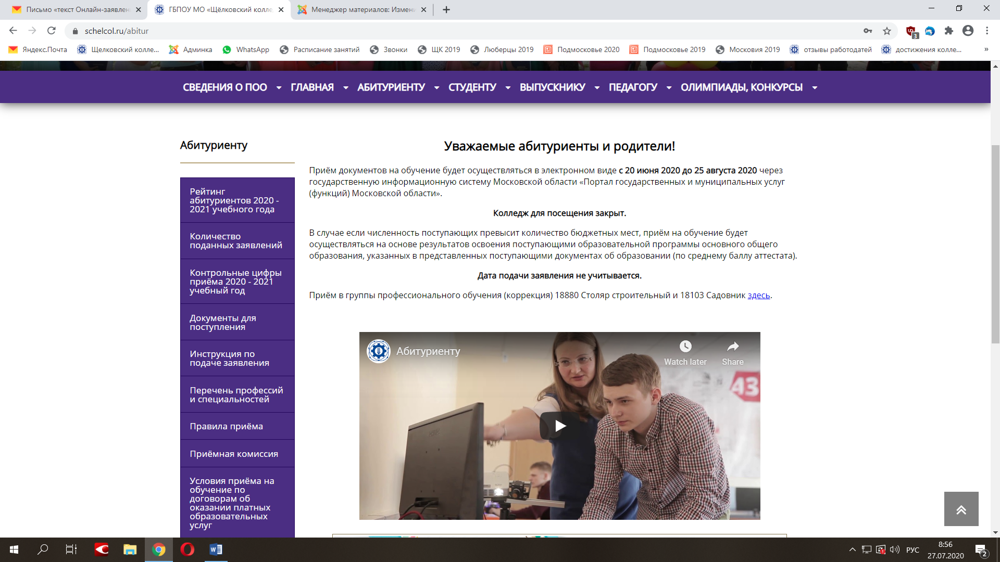 Письмо «текст Онлайн-заявлен
ГБПОУ МО «Щёлковский колле
Менеджер материалов: Измени
schelcol.ru/abitur
3
Яндекс.Почта
Щелковский колле...
Админка
WhatsApp
Расписание занятий
Звонки
ЩК 2019
Люберцы 2019
Подмосковье 2020
Подмосковье 2019
Московия 2019
отзывы работодатей
достижения колле...
»
СВЕДЕНИЯ О ПОО
ГЛАВНАЯ
АБИТУРИЕНТУ
СТУДЕНТУ
ВЫПУСКНИКУ
ПЕДАГОГУ
ОЛИМПИАДЫ, КОНКУРСЫ
Абитуриенту
Рейтинг
абитуриентов 2020 -
2021 учебного года
Количество
поданных заявлений
Контрольные цифры
приёма 2020 - 2021
учебный год
Документы для
поступления
Инструкция по
подаче заявления
Перечень профессий
и специальностей
Правила приёма
Приёмная комиссия
Условия приёма на
обучение по
договорам об
оказании платных
образовательных
услуг
Уважаемые абитуриенты и родители!
Приём документов на обучение будет осуществляться в электронном виде с 20 июня 2020 до 25 августа 2020 через
государственную информационную систему Московской области «Портал государственных и муниципальных услуг
(функций) Московской области».
Колледж для посещения закрыт.
В случае если численность поступающих превысит количество бюджетных мест, приём на обучение будет
осуществляться на основе результатов освоения поступающими образовательной программы основного общего
образования, указанных в представленных поступающими документах об образовании (по среднему баллу аттестата).
Дата подачи заявления не учитывается.
Приём в группы профессионального обучения (коррекция) 18880 Столяр строительный и 18103 Садовник здесь.
Абитуриенту
Watch later
Share
43
РУС
8:56
27.07.2020
2